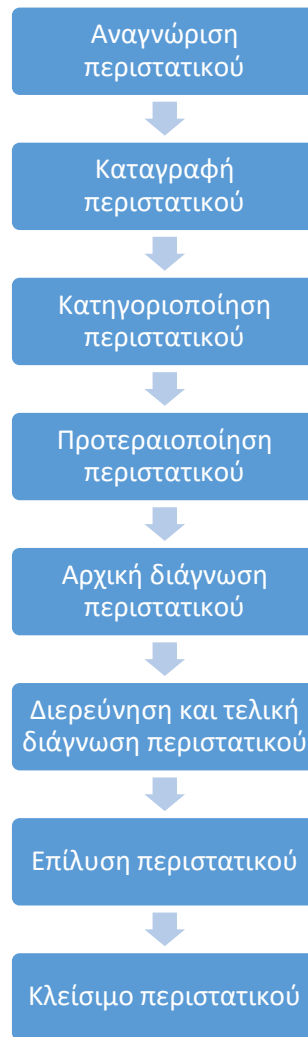 Αναγνώριση
περιστατικού
Καταγραφή
περιστατικού
Κατηγοριοποίηση
περιστατικού
Προτεραιοποίηση
περιστατικού
Αρχική διάγνωση
περιστατικού
Διερεύνηση και τελική
διάγνωση περιστατικού
Επίλυση περιστατικού
Κλείσιμο περιστατικού